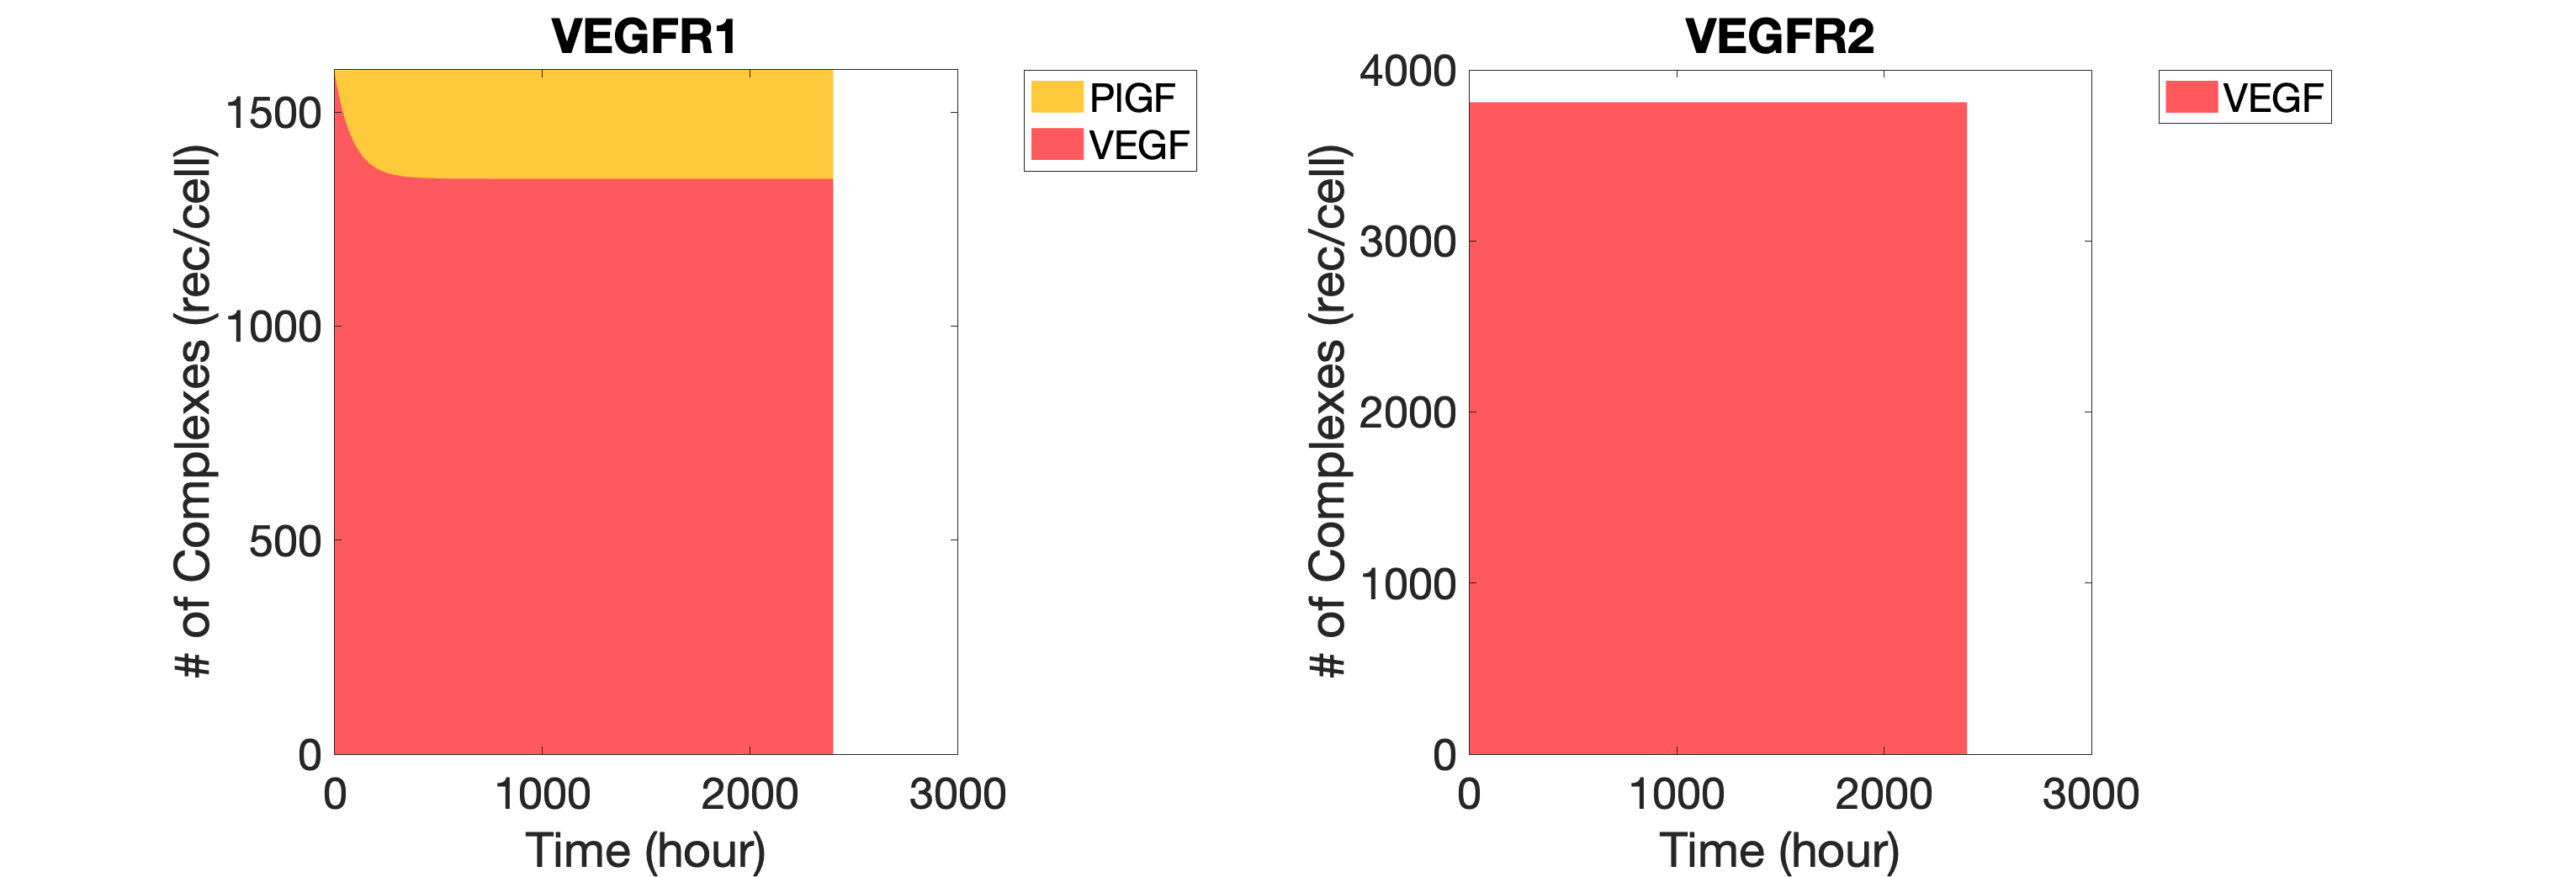 VEGFR1
# of Complexes (rec/cell)
1500
1000
500
0
0 1000 2000 3000
Time (hour)
PlGF
VEGF
VEGFR2
# of Complexes (rec/cell)
4000
3000
2000
1000
0
0 1000 2000 3000
Time (hour)
VEGF